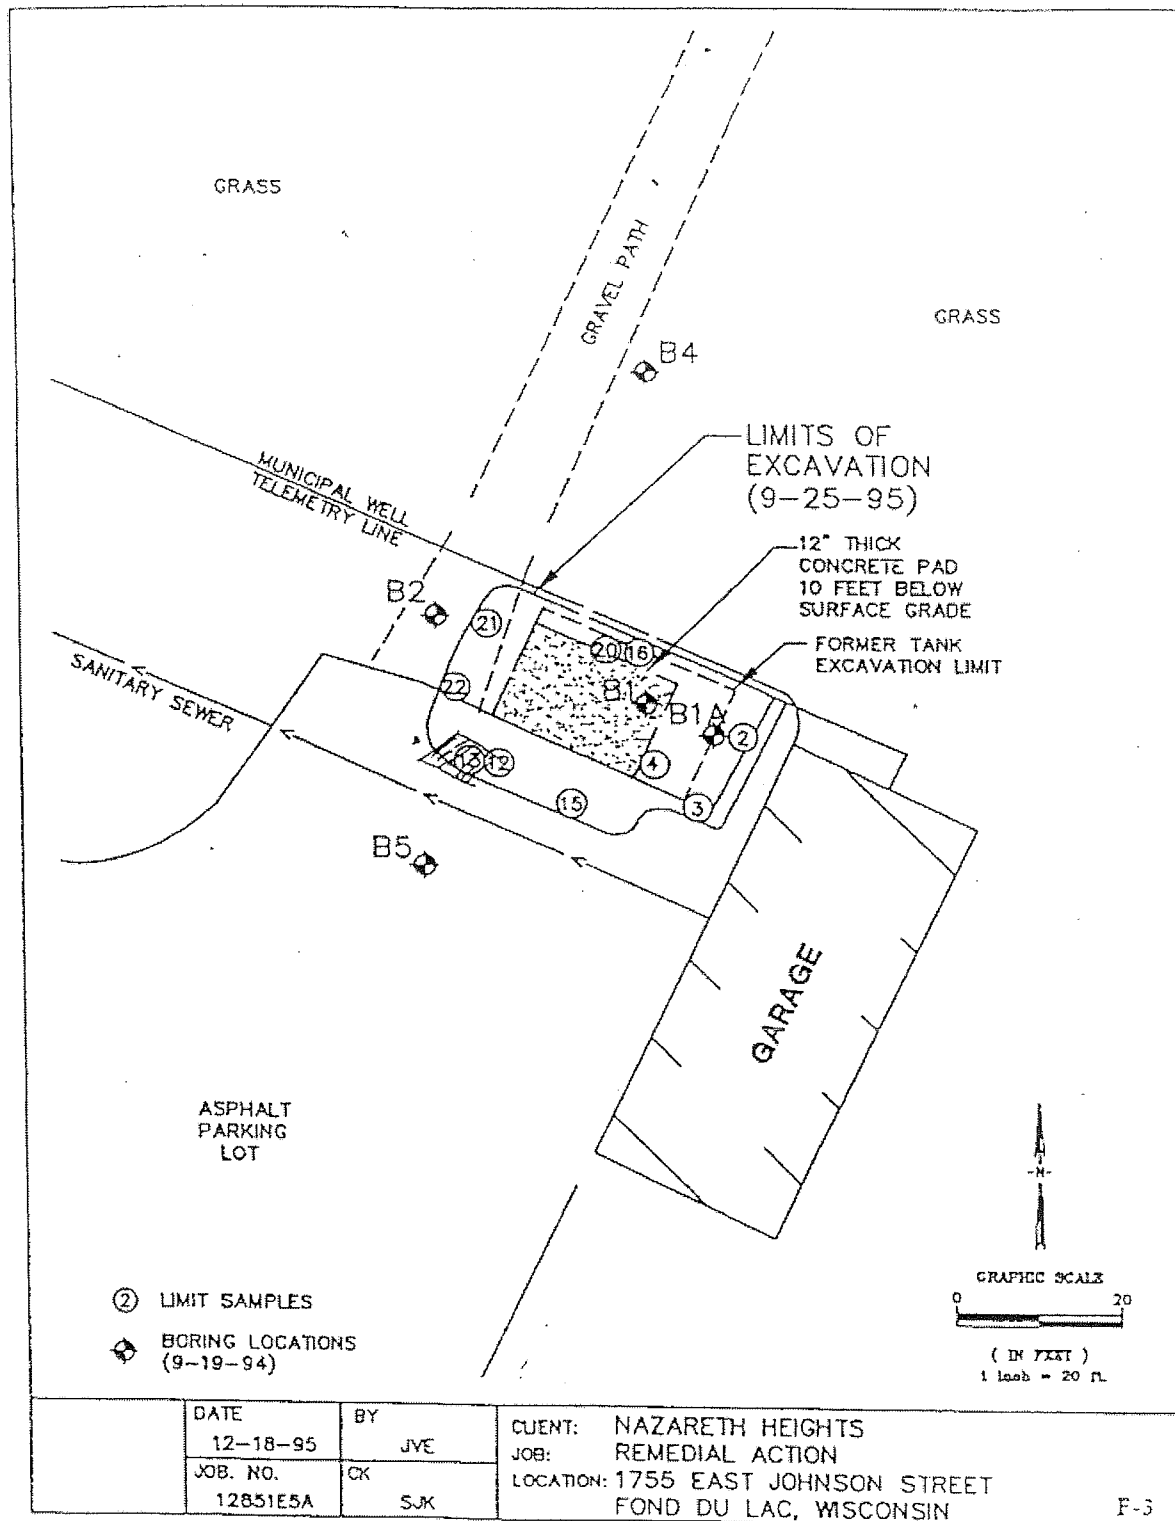 GRASS
GRAVEL PATH
GRASS
B4
LIMITS OF
EXCAVATION
(9-25-95)
MUNICIPAL WELL
TELEMETRY LINE
12" THICK
CONCRETE PAD
10 FEET BELOW
SURFACE GRADE
B2
21
20
16
FORMER TANK
EXCAVATION LIMIT
SANITARY SEWER
22
B1
B1A
2
13
19
4
15
3
B5
GARAGE
ASPHALT
PARKING
LOT
-N-
GRAPHIC SCALE
0 20
( IN FEET )
1 inch = 20 ft.
2 LIMIT SAMPLES
BORING LOCATIONS
(9-19-94)
DATE
12-18-95
BY
JVE
JOB. NO.
12851E5A
CK
SJK
CLIENT: NAZARETH HEIGHTS
JOB: REMEDIAL ACTION
LOCATION: 1755 EAST JOHNSON STREET
FOND DU LAC, WISCONSIN